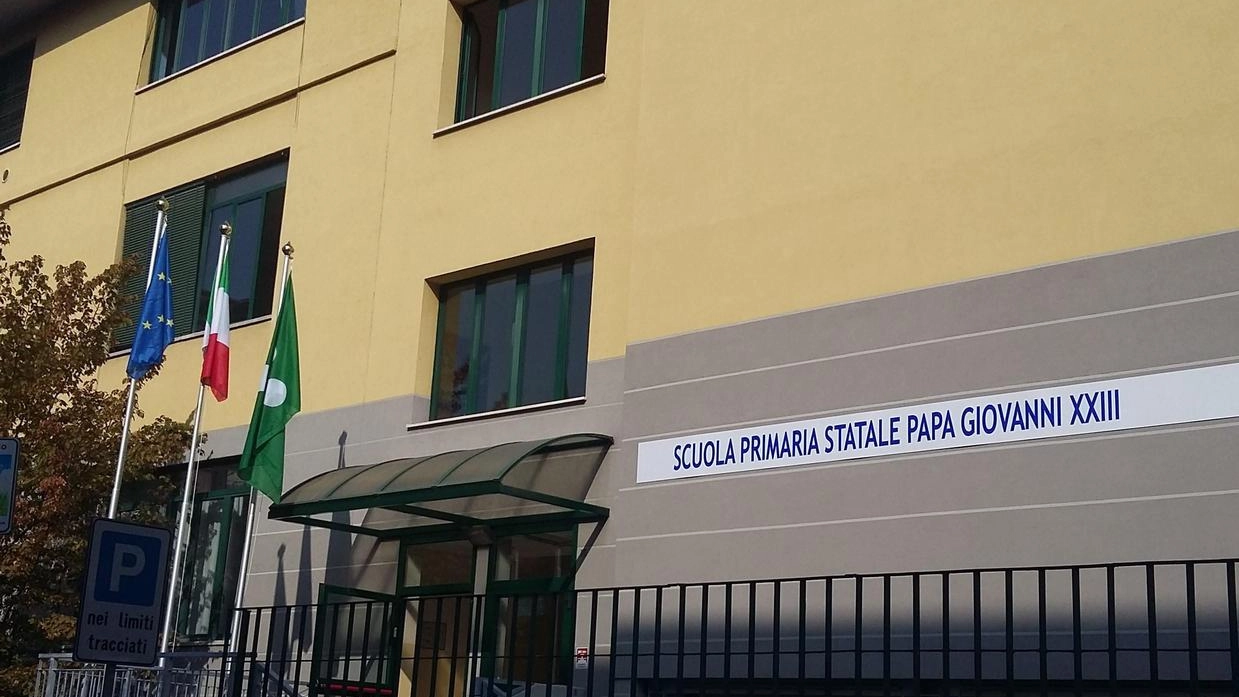 SCUOLA PRIMARIA STATALE PAPA GIOVANNI XXIII
P
nei limiti
tracciati